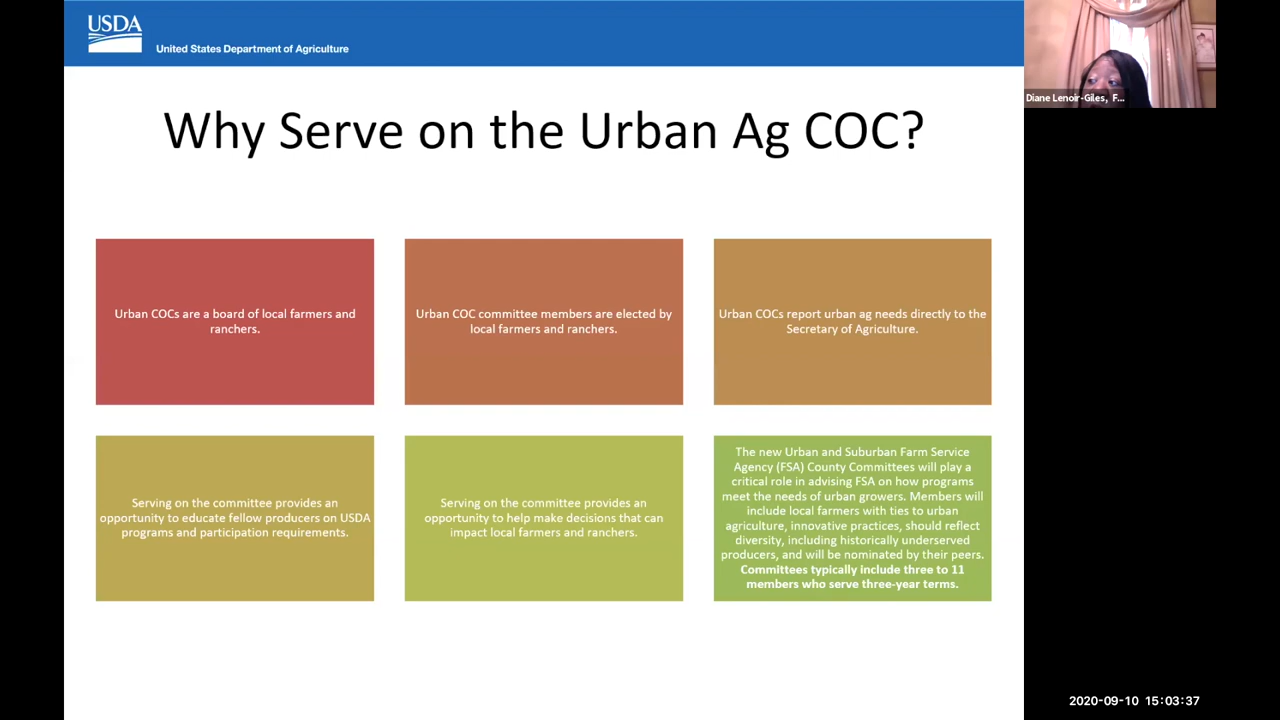 USDA
United States Department of Agriculture
Diane Lenoir-Giles, F...
Why Serve on the Urban Ag COC?
Urban COCs are a board of local farmers and
ranchers.
Urban COC committee members are elected by
local farmers and ranchers.
Urban COCs report urban ag needs directly to the
Secretary of Agriculture.
Serving on the committee provides an
opportunity to educate fellow producers on USDA
programs and participation requirements.
Serving on the committee provides an
opportunity to help make decisions that can
impact local farmers and ranchers.
The new Urban and Suburban Farm Service
Agency (FSA) County Committees will play a
critical role in advising FSA on how programs
meet the needs of urban growers. Members will
include local farmers with ties to urban
agriculture, innovative practices, should reflect
diversity, including historically underserved
producers, and will be nominated by their peers.
Committees typically include three to 11
members who serve three-year terms.
2020-09-10 15:03:37